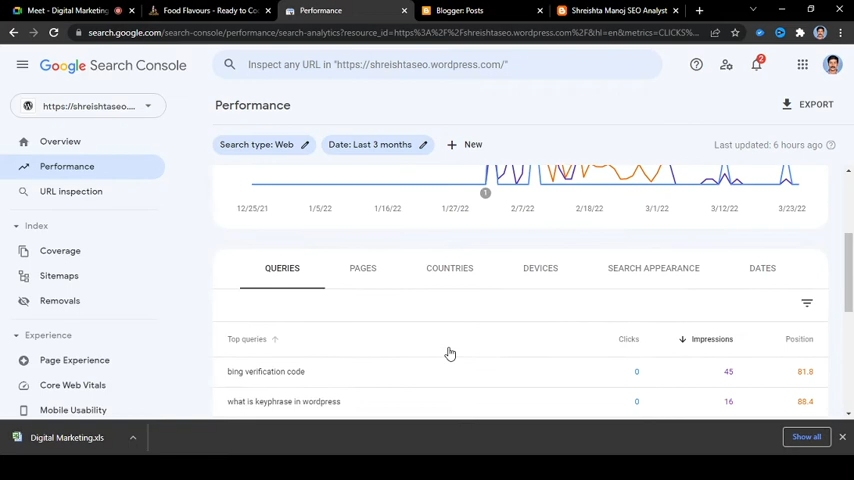 Meet - Digital Marketing
Food Flavours - Ready to Co
Performance
Blogger: Posts
Shreishta Manoj SEO Analyst
search.google.com/search-console/performance/search-analytics?resource_id=https%3A%2F%2Fshreishtaseo.wordpress.com%2F&hl=en&metrics=CLICKS
Google Search Console
Inspect any URL in "https://shreishtaseo.wordpress.com/"
2
https://shreishtaseo....
Performance
EXPORT
Search type: Web
Date: Last 3 months
New
Last updated: 6 hours ago
Overview
Performance
URL inspection
Index
Coverage
Sitemaps
Removals
Experience
Page Experience
Core Web Vitals
Mobile Usability
1
12/25/21 1/5/22 1/16/22 1/27/22 2/7/22 2/18/22 3/1/22 3/12/22 3/23/22
QUERIES PAGES COUNTRIES DEVICES SEARCH APPEARANCE DATES
Top queries Clicks Impressions Position
bing verification code 0 45 81.8
what is keyphrase in wordpress 0 16 88.4
Digital Marketing.xls
Show all